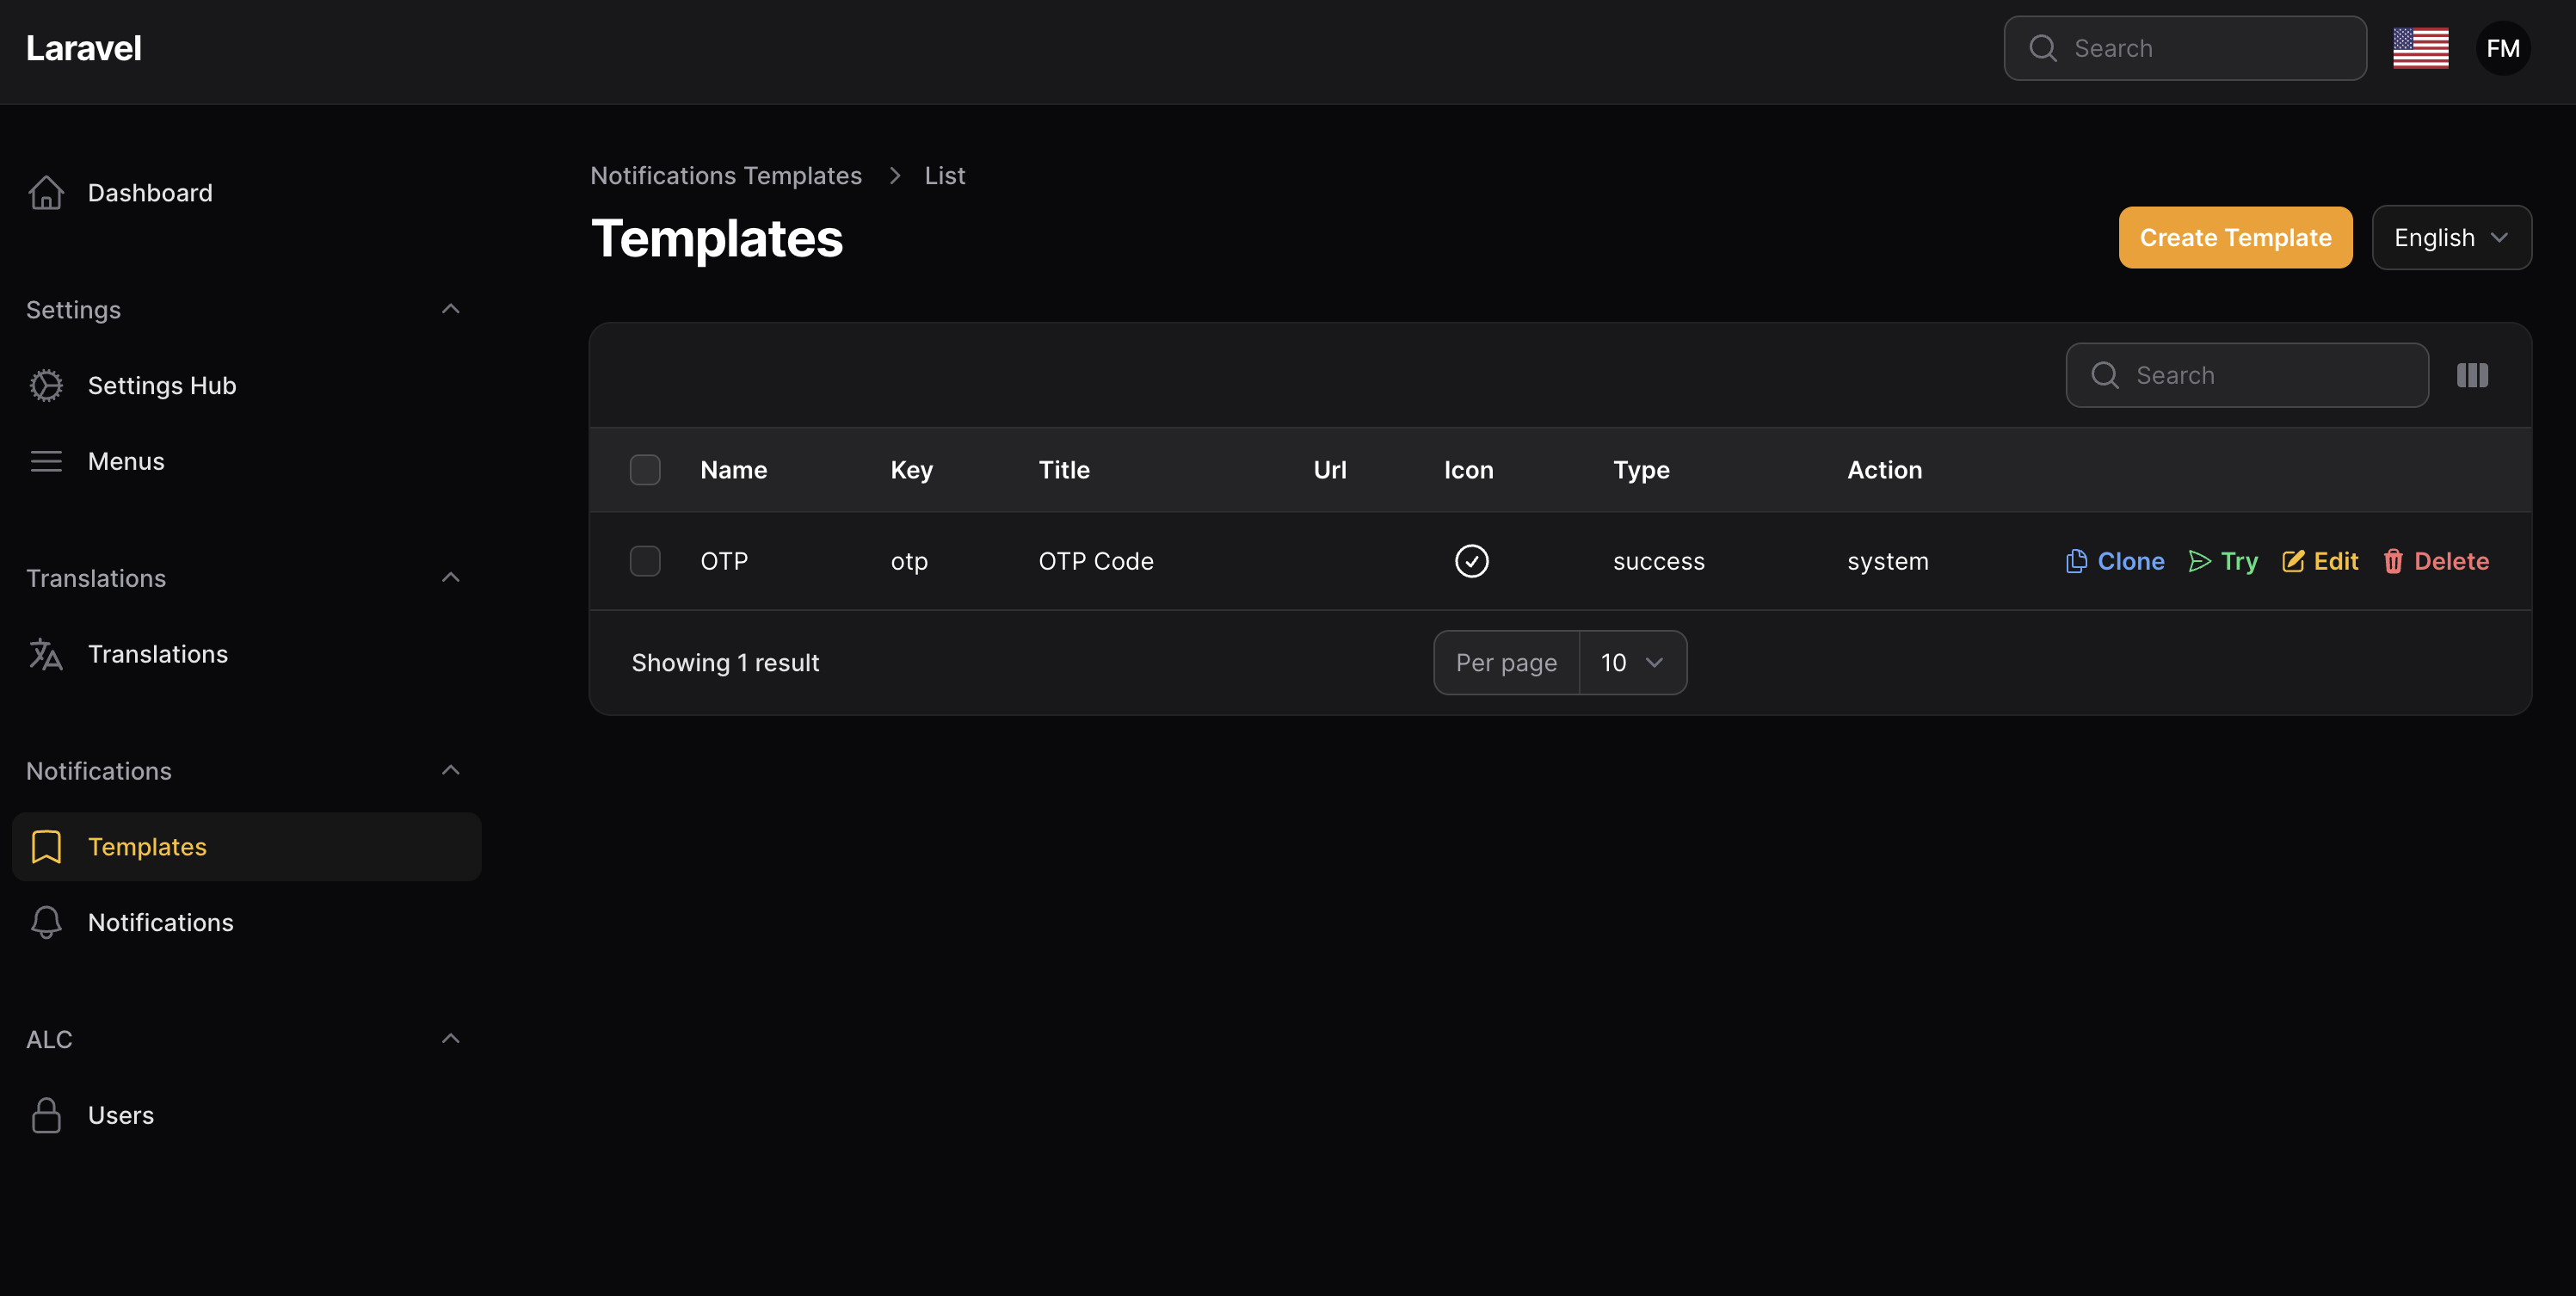 Laravel
Search
FM
Dashboard
Settings
Settings Hub
Menus
Translations
Translations
Notifications
Templates
Notifications
ALC
Users
Notifications Templates > List
Templates
Create Template
English
Search
Name Key Title Url Icon Type Action
OTP otp OTP Code success system Clone Try Edit Delete
Showing 1 result
Per page 10